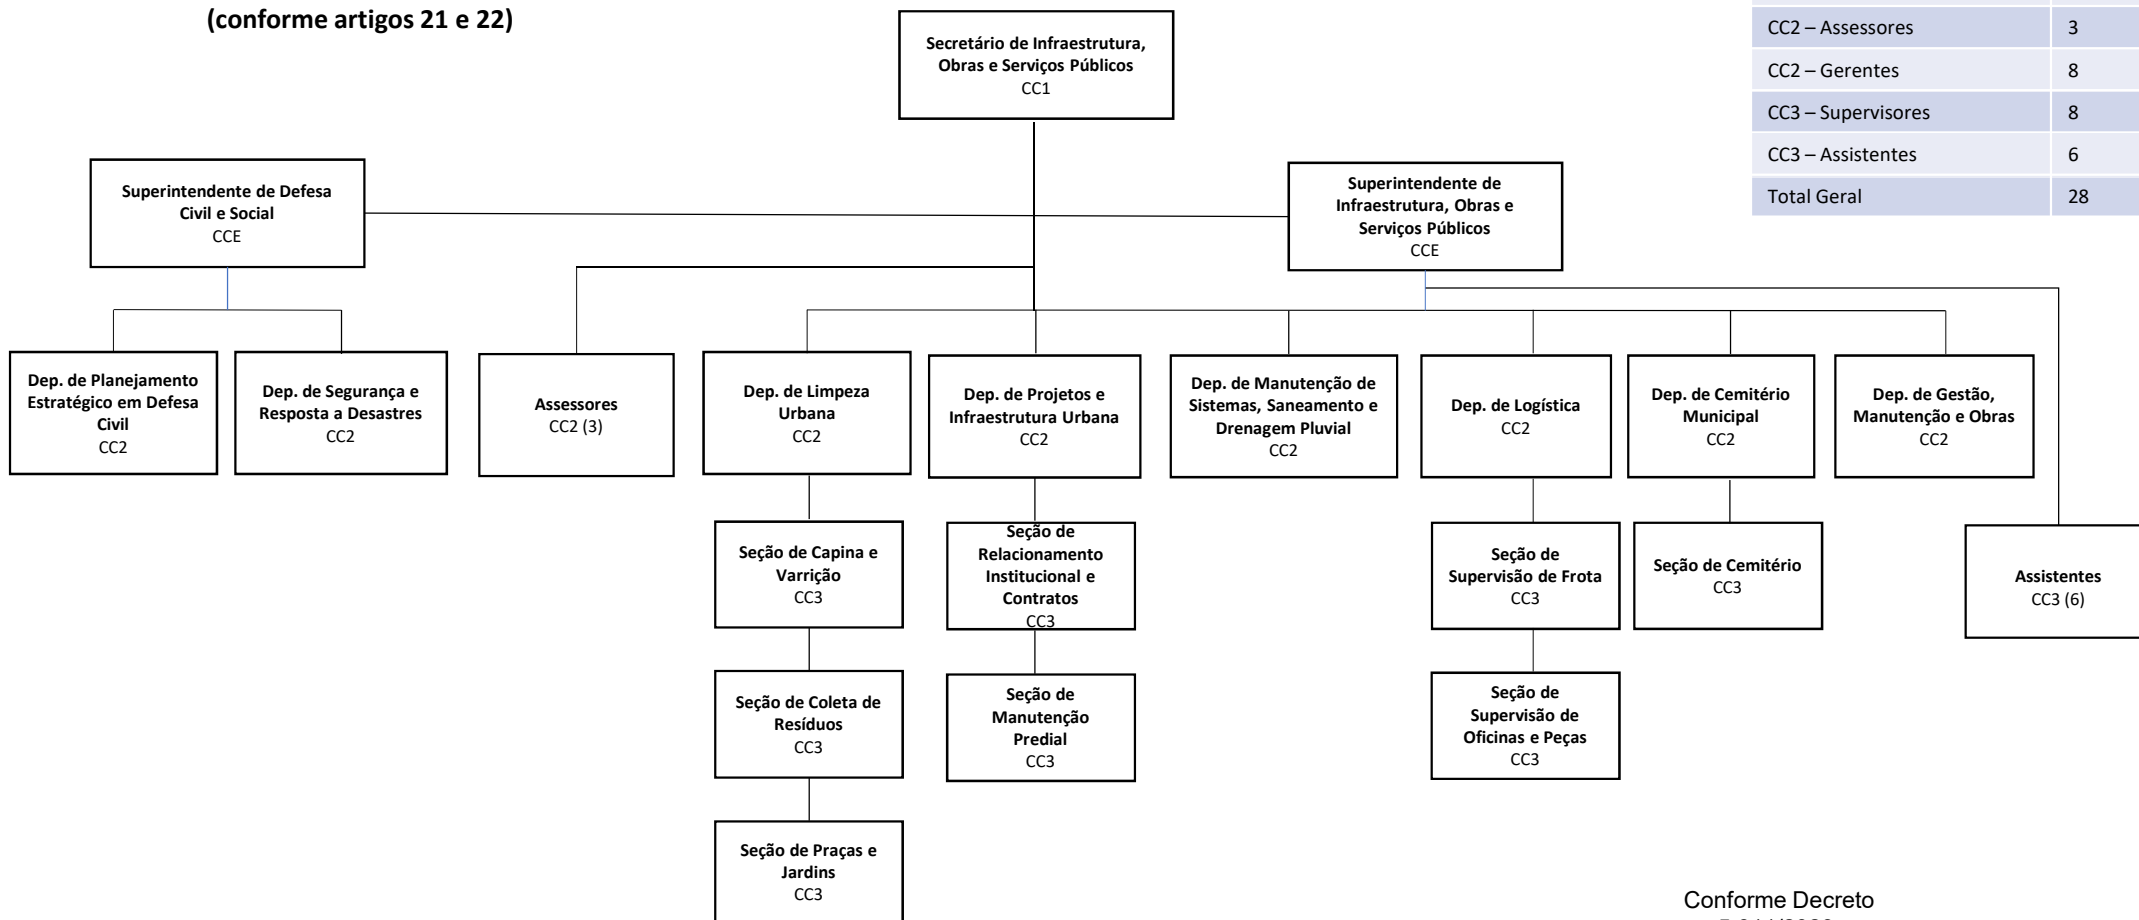 (conforme artigos 21 e 22)
CC2 – Assessores 3
CC2 – Gerentes 8
CC3 – Supervisores 8
CC3 – Assistentes 6
Total Geral 28
Secretário de Infraestrutura,
Obras e Serviços Públicos
CC1
Superintendente de Defesa
Civil e Social
CCE
Superintendente de
Infraestrutura, Obras e
Serviços Públicos
CCE
Dep. de Planejamento
Estratégico em Defesa
Civil
CC2
Dep. de Segurança e
Resposta a Desastres
CC2
Assessores
CC2 (3)
Dep. de Limpeza
Urbana
CC2
Dep. de Projetos e
Infraestrutura Urbana
CC2
Dep. de Manutenção de
Sistemas, Saneamento e
Drenagem Pluvial
CC2
Dep. de Logística
CC2
Dep. de Cemitério
Municipal
CC2
Dep. de Gestão,
Manutenção e Obras
CC2
Seção de Capina e
Varrição
CC3
Seção de
Relacionamento
Institucional e
Contratos
CC3
Seção de
Supervisão de Frota
CC3
Seção de Cemitério
CC3
Assistentes
CC3 (6)
Seção de Coleta de
Resíduos
CC3
Seção de
Manutenção
Predial
CC3
Seção de
Supervisão de
Oficinas e Peças
CC3
Seção de Praças e
Jardins
CC3
Conforme Decreto